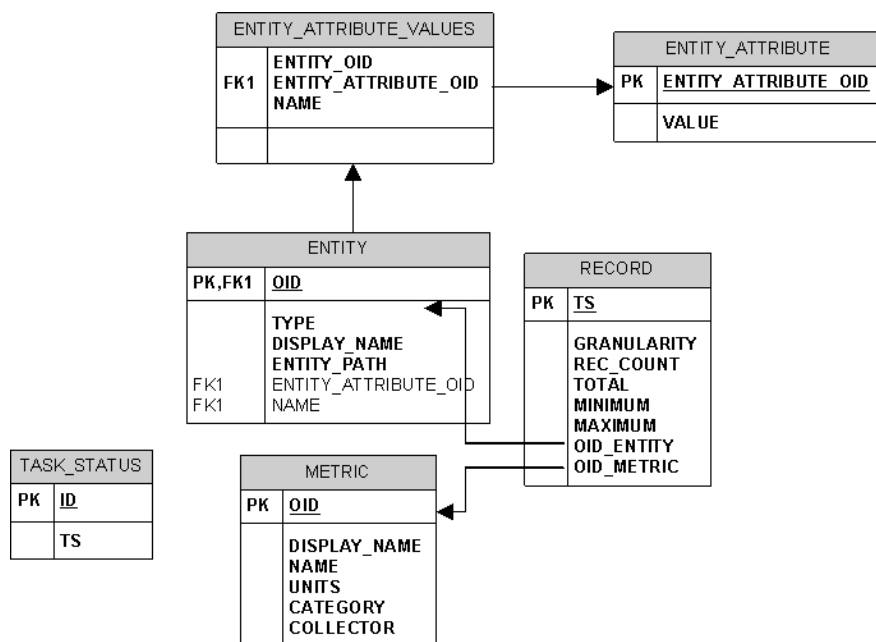 ENTITY_ATTRIBUTE_VALUES
ENTITY_OID
FK1 ENTITY_ATTRIBUTE_OID
NAME
ENTITY_ATTRIBUTE
PK ENTITY_ATTRIBUTE_OID
VALUE
ENTITY
PK,FK1 OID
TYPE
DISPLAY_NAME
ENTITY_PATH
FK1 ENTITY_ATTRIBUTE_OID
FK1 NAME
RECORD
PK TS
GRANULARITY
REC_COUNT
TOTAL
MINIMUM
MAXIMUM
OID_ENTITY
OID_METRIC
TASK_STATUS
PK ID
TS
METRIC
PK OID
DISPLAY_NAME
NAME
UNITS
CATEGORY
COLLECTOR